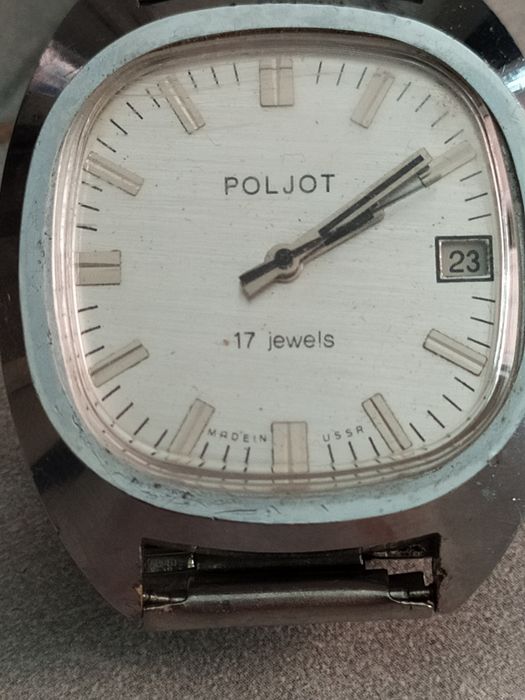 POLJOT
23
17 jewels
MADE IN USSR